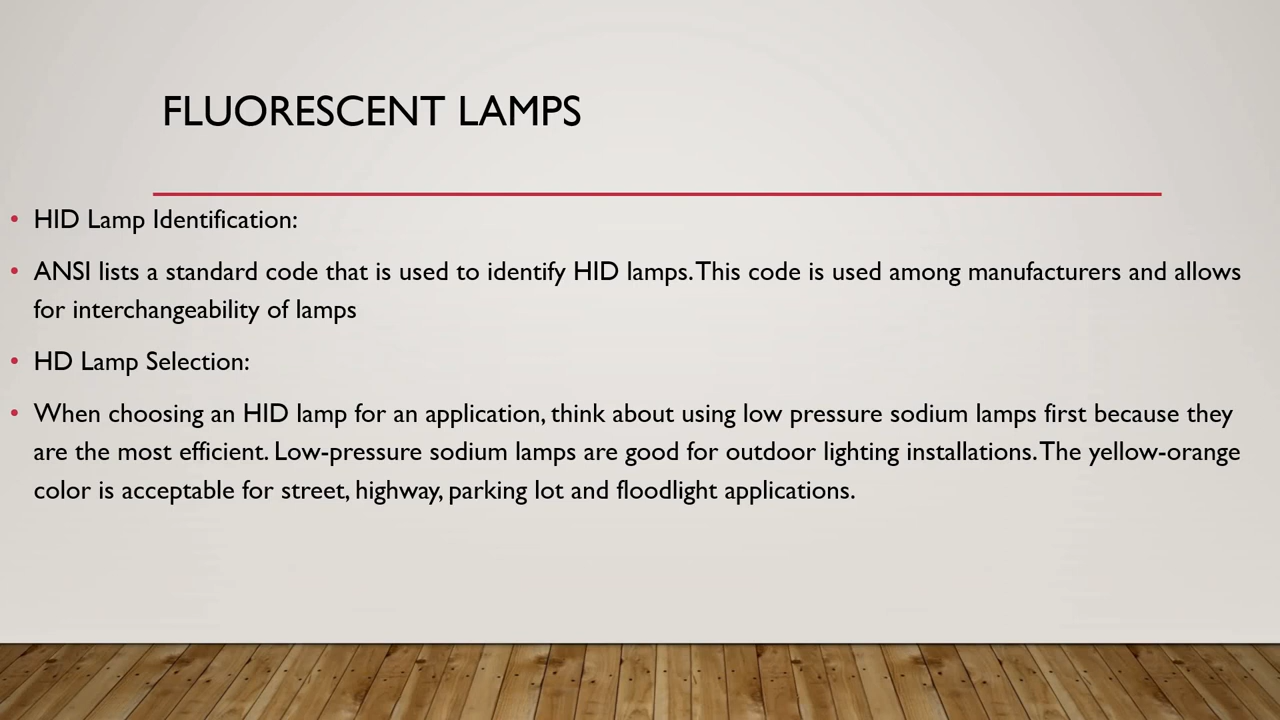 FLUORESCENT LAMPS
• HID Lamp Identification:
• ANSI lists a standard code that is used to identify HID lamps. This code is used among manufacturers and allows
for interchangeability of lamps
• HD Lamp Selection:
• When choosing an HID lamp for an application, think about using low pressure sodium lamps first because they
are the most efficient. Low-pressure sodium lamps are good for outdoor lighting installations. The yellow-orange
color is acceptable for street, highway, parking lot and floodlight applications.